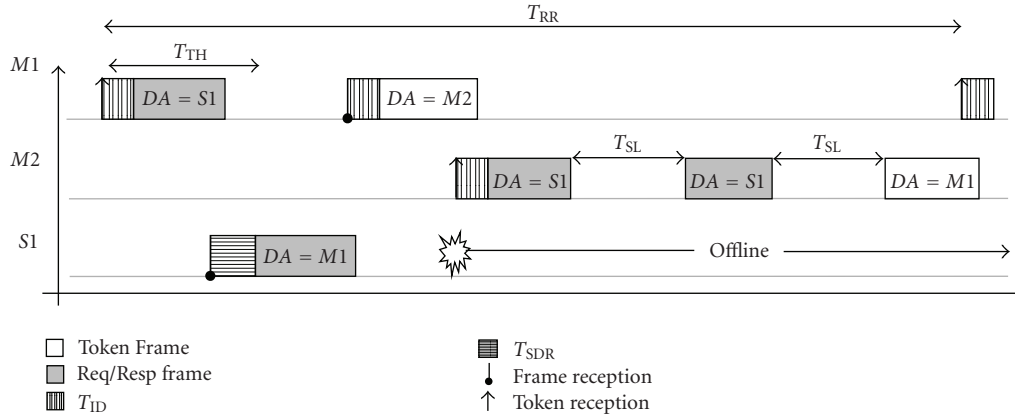 T_RR
T_TH
M1
DA = S1
DA = M2
M2
T_SL
T_SL
DA = S1
DA = S1
DA = M1
S1
DA = M1
Offline
Token Frame
Req/Resp frame
T_ID
T_SDR
Frame reception
Token reception